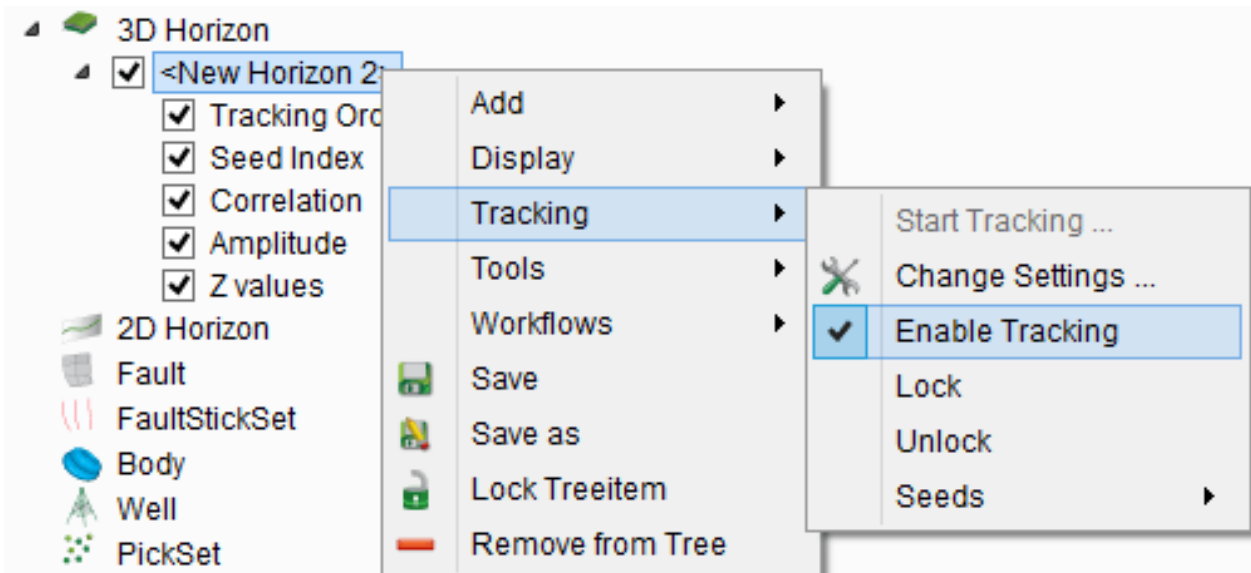 3D Horizon
<New Horizon 2
Tracking Ord
Seed Index
Correlation
Amplitude
Z values
2D Horizon
Fault
FaultStickSet
Body
Well
PickSet
Add
Display
Tracking
Tools
Workflows
Save
Save as
Lock Treeitem
Remove from Tree
Start Tracking ...
Change Settings ...
Enable Tracking
Lock
Unlock
Seeds